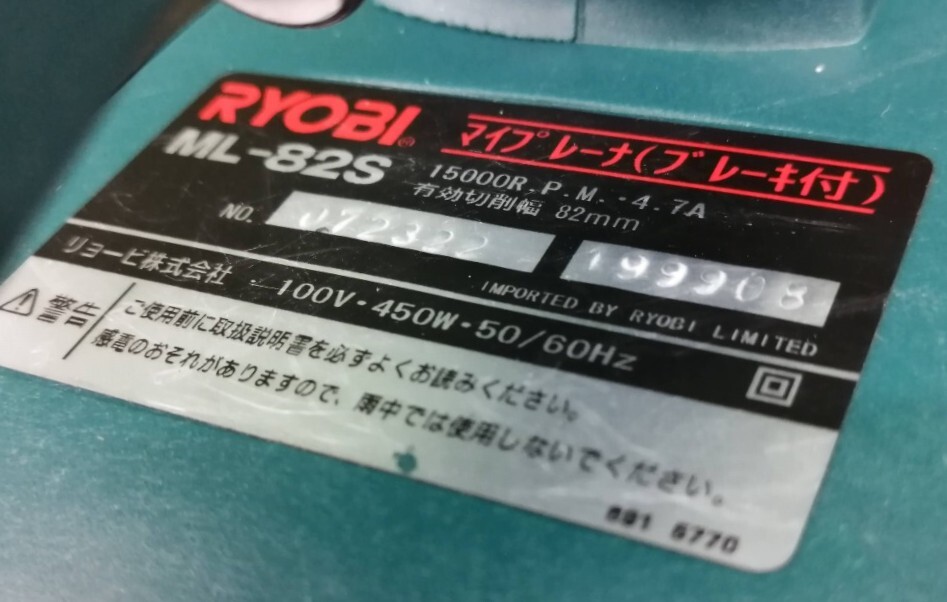 RYOBI®
ML-82S
マイプレーナ(ブレーキ付)
15000R.P.M.・4.7A
有効切削幅 82mm
NO. 072322 199908
IMPORTED BY RYOBI LIMITED
リョービ株式会社 100V・450W・50/60Hz
⚠警告
ご使用前に取扱説明書を必ずよくお読みください。
感電のおそれがありますので、雨中では使用しないでください。
691 5770